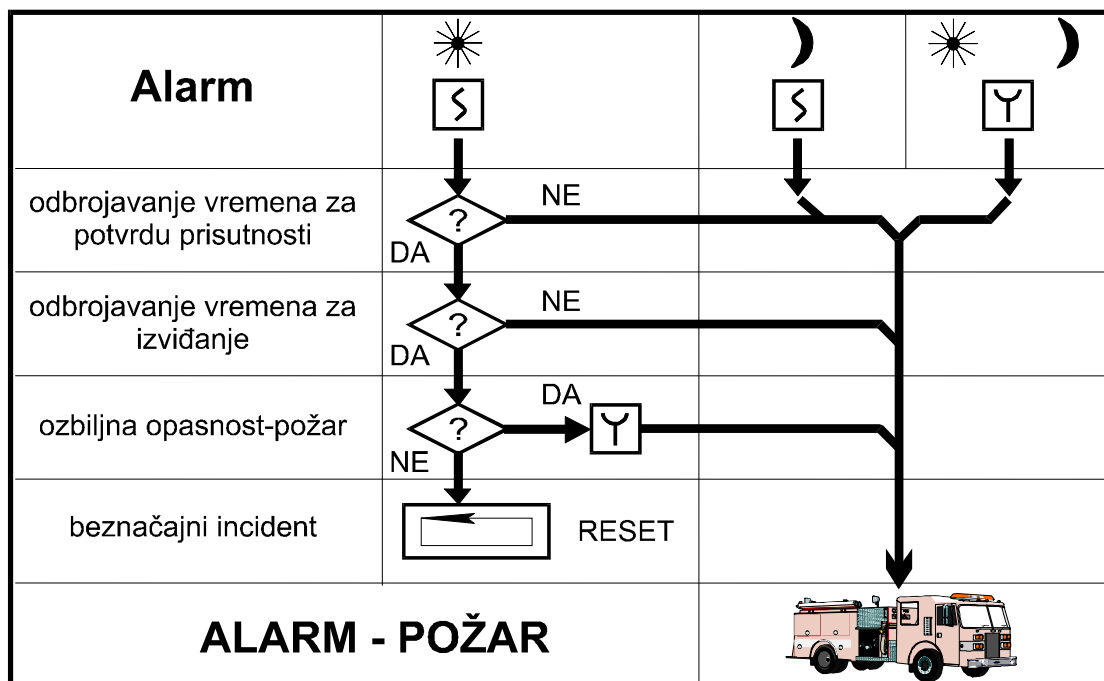 Alarm
odbrojavanje vremena za
potvrdu prisutnosti
?
NE
DA
odbrojavanje vremena za
izviđanje
?
NE
DA
ozbiljna opasnost-požar
?
DA
NE
beznačajni incident
RESET
ALARM - POŽAR